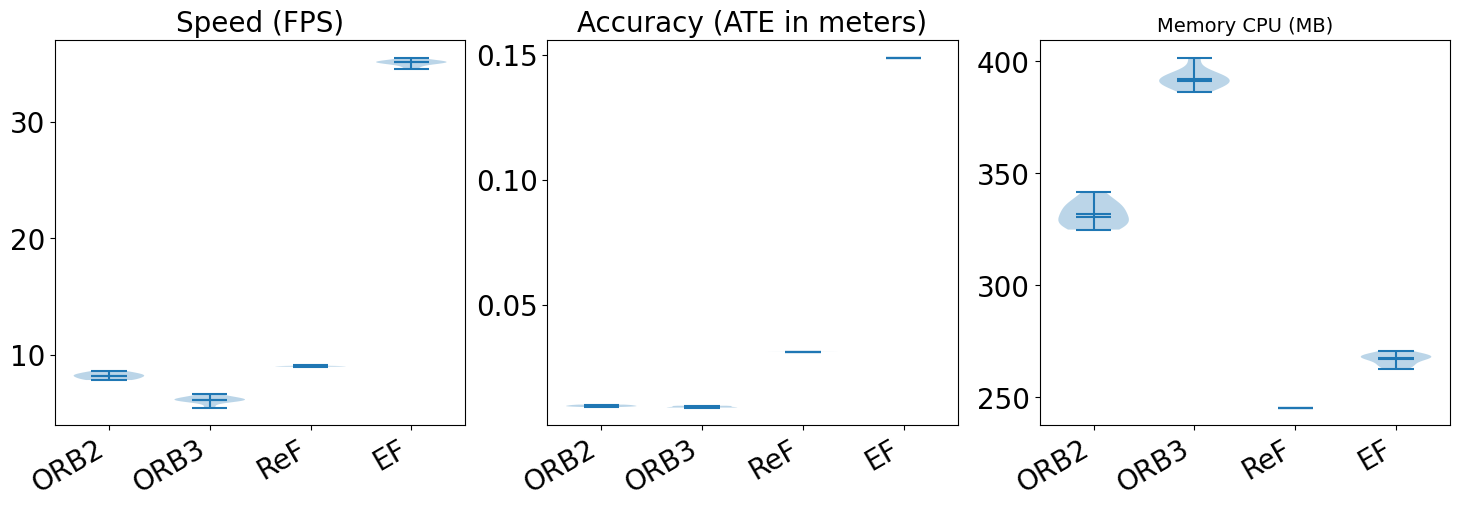 Speed (FPS)
30
20
10
ORB2
ORB3
ReF
EF
Accuracy (ATE in meters)
0.15
0.10
0.05
ORB2
ORB3
ReF
EF
Memory CPU (MB)
400
350
300
250
ORB2
ORB3
ReF
EF